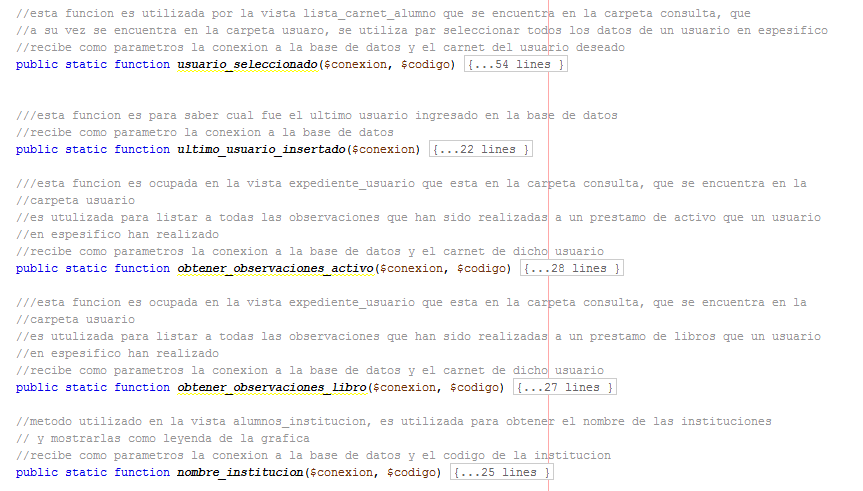 //esta funcion es utilizada por la vista lista_carnet_alumno que se encuentra en la carpeta consulta, que
//a su vez se encuentra en la carpeta usuaro, se utiliza par seleccionar todos los datos de un usuario en espesifico
//recibe como parametros la conexion a la base de datos y el carnet del usuario deseado
public static function usuario_seleccionado($conexion, $codigo) {...54 lines }
///esta funcion es para saber cual fue el ultimo usuario ingresado en la base de datos
//recibe como parametro la conexion a la base de datos
public static function ultimo_usuario_insertado($conexion) {...22 lines }
///esta funcion es ocupada en la vista expediente_usuario que esta en la carpeta consulta, que se encuentra en la
//carpeta usuario
//es utulizada para listar a todas las observaciones que han sido realizadas a un prestamo de activo que un usuario
//en espesifico han realizado
//recibe como parametros la conexion a la base de datos y el carnet de dicho usuario
public static function obtener_observaciones_activo($conexion, $codigo) {...28 lines }
///esta funcion es ocupada en la vista expediente_usuario que esta en la carpeta consulta, que se encuentra en la
//carpeta usuario
//es utulizada para listar a todas las observaciones que han sido realizadas a un prestamo de libros que un usuario
//en espesifico han realizado
//recibe como parametros la conexion a la base de datos y el carnet de dicho usuario
public static function obtener_observaciones_libro($conexion, $codigo) {...27 lines }
//metodo utilizado en la vista alumnos_institucion, es utilizada para obtener el nombre de las instituciones
// y mostrarlas como leyenda de la grafica
//recibe como parametros la conexion a la base de datos y el codigo de la institucion
public static function nombre_institucion($conexion, $codigo) {...25 lines }